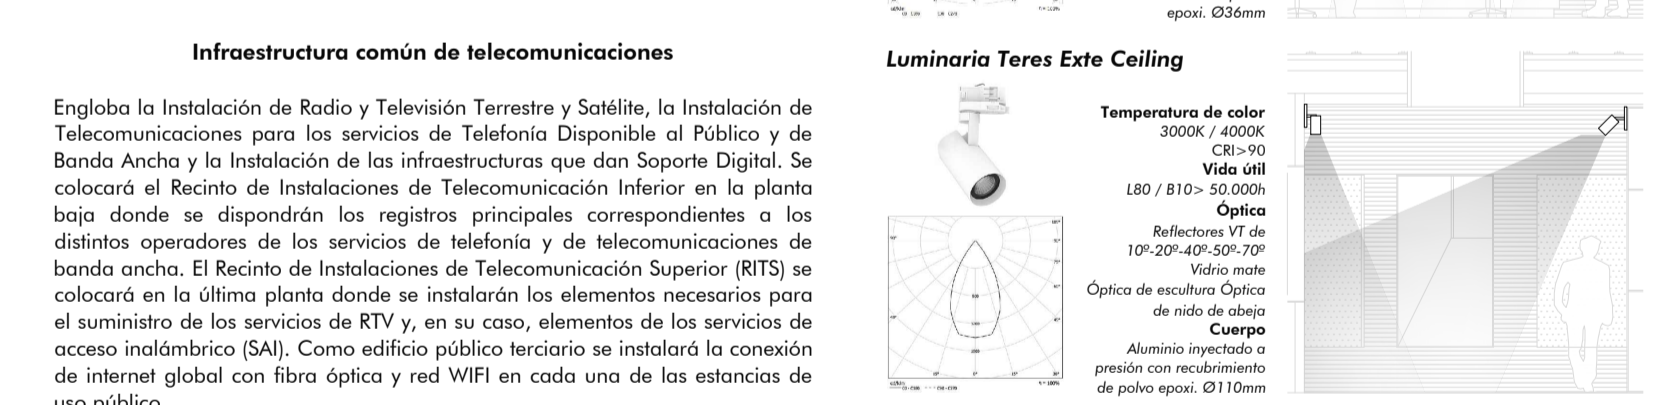 Infraestructura común de telecomunicaciones
Engloba la Instalación de Radio y Televisión Terrestre y Satélite, la Instalación de
Telecomunicaciones para los servicios de Telefonía Disponible al Público y de
Banda Ancha y la Instalación de las infraestructuras que dan Soporte Digital. Se
colocará el Recinto de Instalaciones de Telecomunicación Inferior en la planta
baja donde se dispondrán los registros principales correspondientes a los
distintos operadores de los servicios de telefonía y de telecomunicaciones de
banda ancha. El Recinto de Instalaciones de Telecomunicación Superior (RITS) se
colocará en la última planta donde se instalarán los elementos necesarios para
el suministro de los servicios de RTV y, en su caso, elementos de los servicios de
acceso inalámbrico (SAI). Como edificio público terciario se instalará la conexión
de internet global con fibra óptica y red WIFI en cada una de las estancias de
uso público.
epoxi. Ø36mm
Luminaria Teres Exte Ceiling
Temperatura de color
3000K / 4000K
CRI>90
Vida útil
L80 / B10> 50.000h
Óptica
Reflectores VT de
10º-20º-40º-50º-70º
Vidrio mate
Óptica de escultura Óptica
de nido de abeja
Cuerpo
Aluminio inyectado a
presión con recubrimiento
de polvo epoxi. Ø110mm